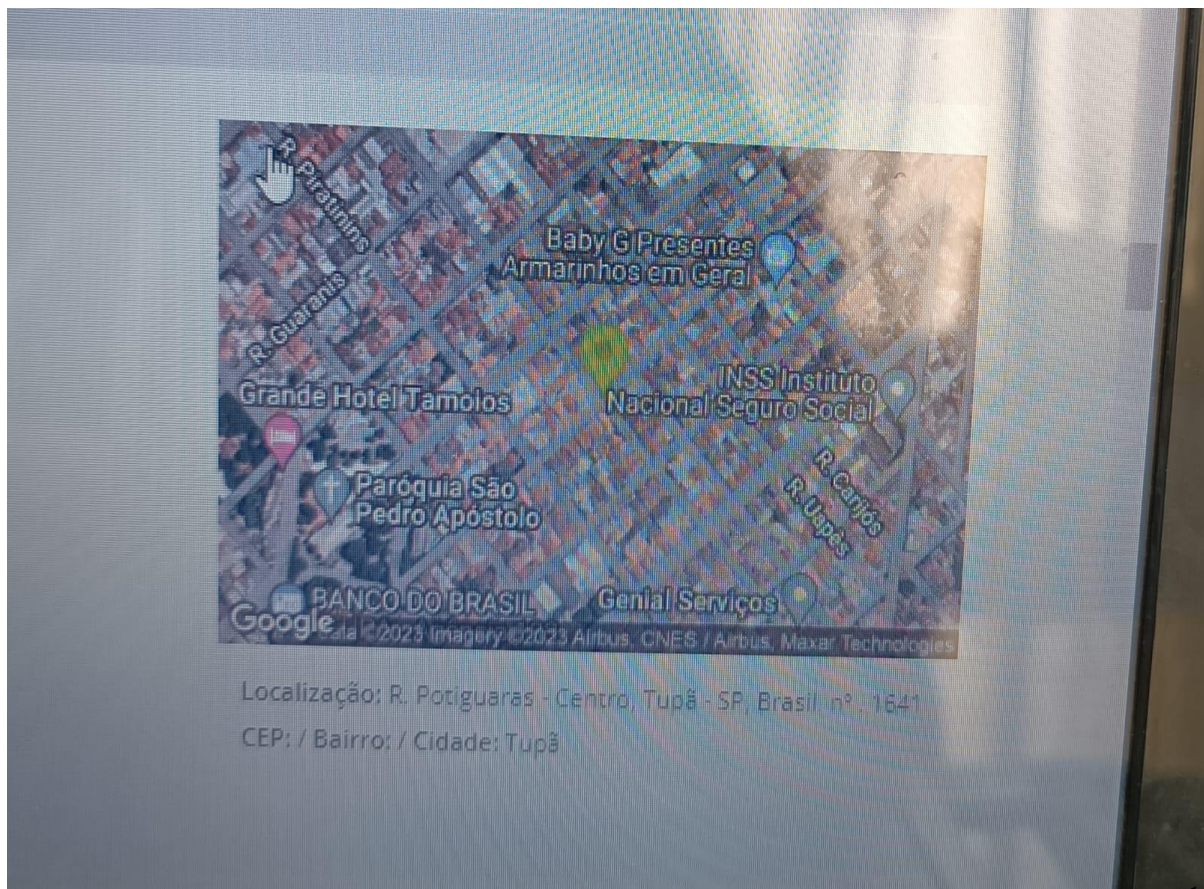 R. Piratinins
Baby G Presentes
Armarinhos em Geral
R. Guaranis
INSS Instituto
Nacional Seguro Social
Grande Hotel Tamoios
R. Carijós
R. Uapés
Paróquia São
Pedro Apóstolo
BANCO DO BRASIL
Genial Serviços
Google
©2023 Imagery ©2023 Airbus, CNES / Airbus, Maxar Technologies
Localização: R. Potiguaras - Centro, Tupã - SP, Brasil, nº . 1641
CEP: / Bairro: / Cidade: Tupã